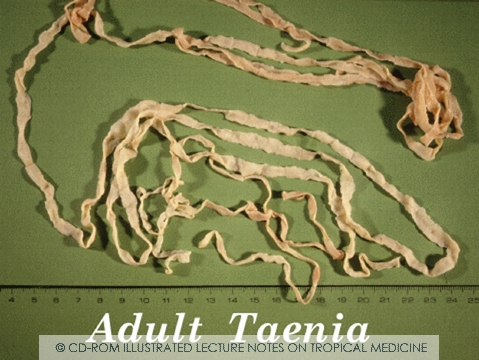 4 5 6 7 8 9 10 11 12 13 14 15 16 17 18 19 20 21 22 23 24 25
Adult Taenia
© CD-ROM ILLUSTRATED LECTURE NOTES ON TROPICAL MEDICINE